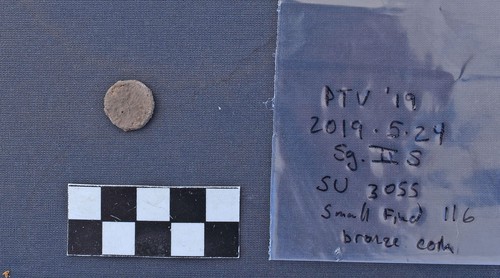 PTV '19
2019.5.24
Sg. II S
SU 3055
Small Find 116
bronze coin